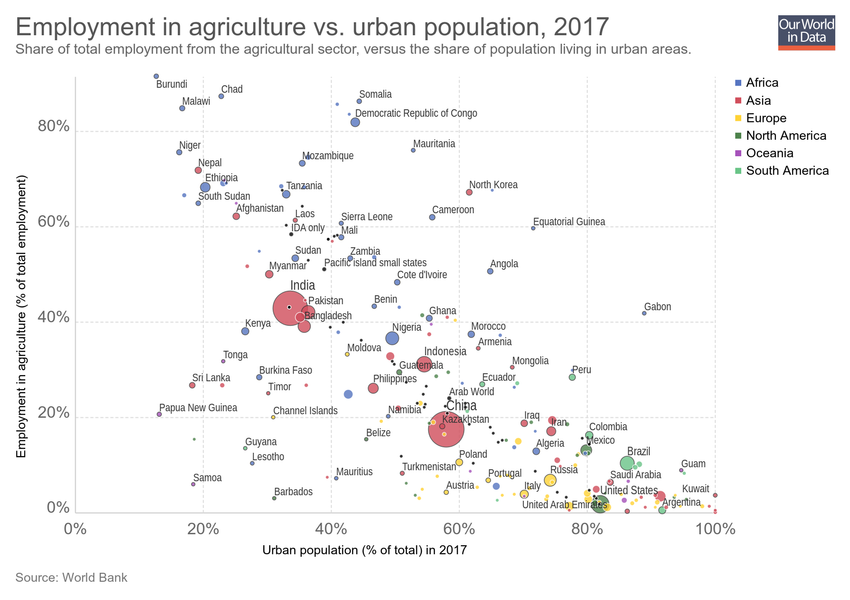 Employment in agriculture vs. urban population, 2017
Share of total employment from the agricultural sector, versus the share of population living in urban areas.
Our World
in Data
Africa
Asia
Europe
North America
Oceania
South America
Employment in agriculture (% of total employment)
80%
60%
40%
20%
0%
Burundi
Chad
Malawi
Somalia
Democratic Republic of Congo
Niger
Mauritania
Nepal
Mozambique
Ethiopia
Tanzania
North Korea
South Sudan
Afghanistan
Laos
Sierra Leone
Cameroon
Equatorial Guinea
IDA only
Mali
Sudan
Zambia
Myanmar
Pacific island small states
Angola
India
Cote d'Ivoire
Pakistan
Benin
Gabon
Bangladesh
Ghana
Kenya
Nigeria
Morocco
Armenia
Moldova
Tonga
Indonesia
Mongolia
Burkina Faso
Guatemala
Peru
Sri Lanka
Timor
Philippines
Ecuador
Arab World
Papua New Guinea
Channel Islands
Namibia
China
Kazakhstan
Iraq
Iran
Colombia
Belize
Mexico
Guyana
Algeria
Lesotho
Poland
Brazil
Guam
Samoa
Mauritius
Turkmenistan
Portugal
Russia
Saudi Arabia
Barbados
Austria
Italy
United States
Kuwait
United Arab Emirates
Argentina
0%
20%
40%
60%
80%
100%
Urban population (% of total) in 2017
Source: World Bank